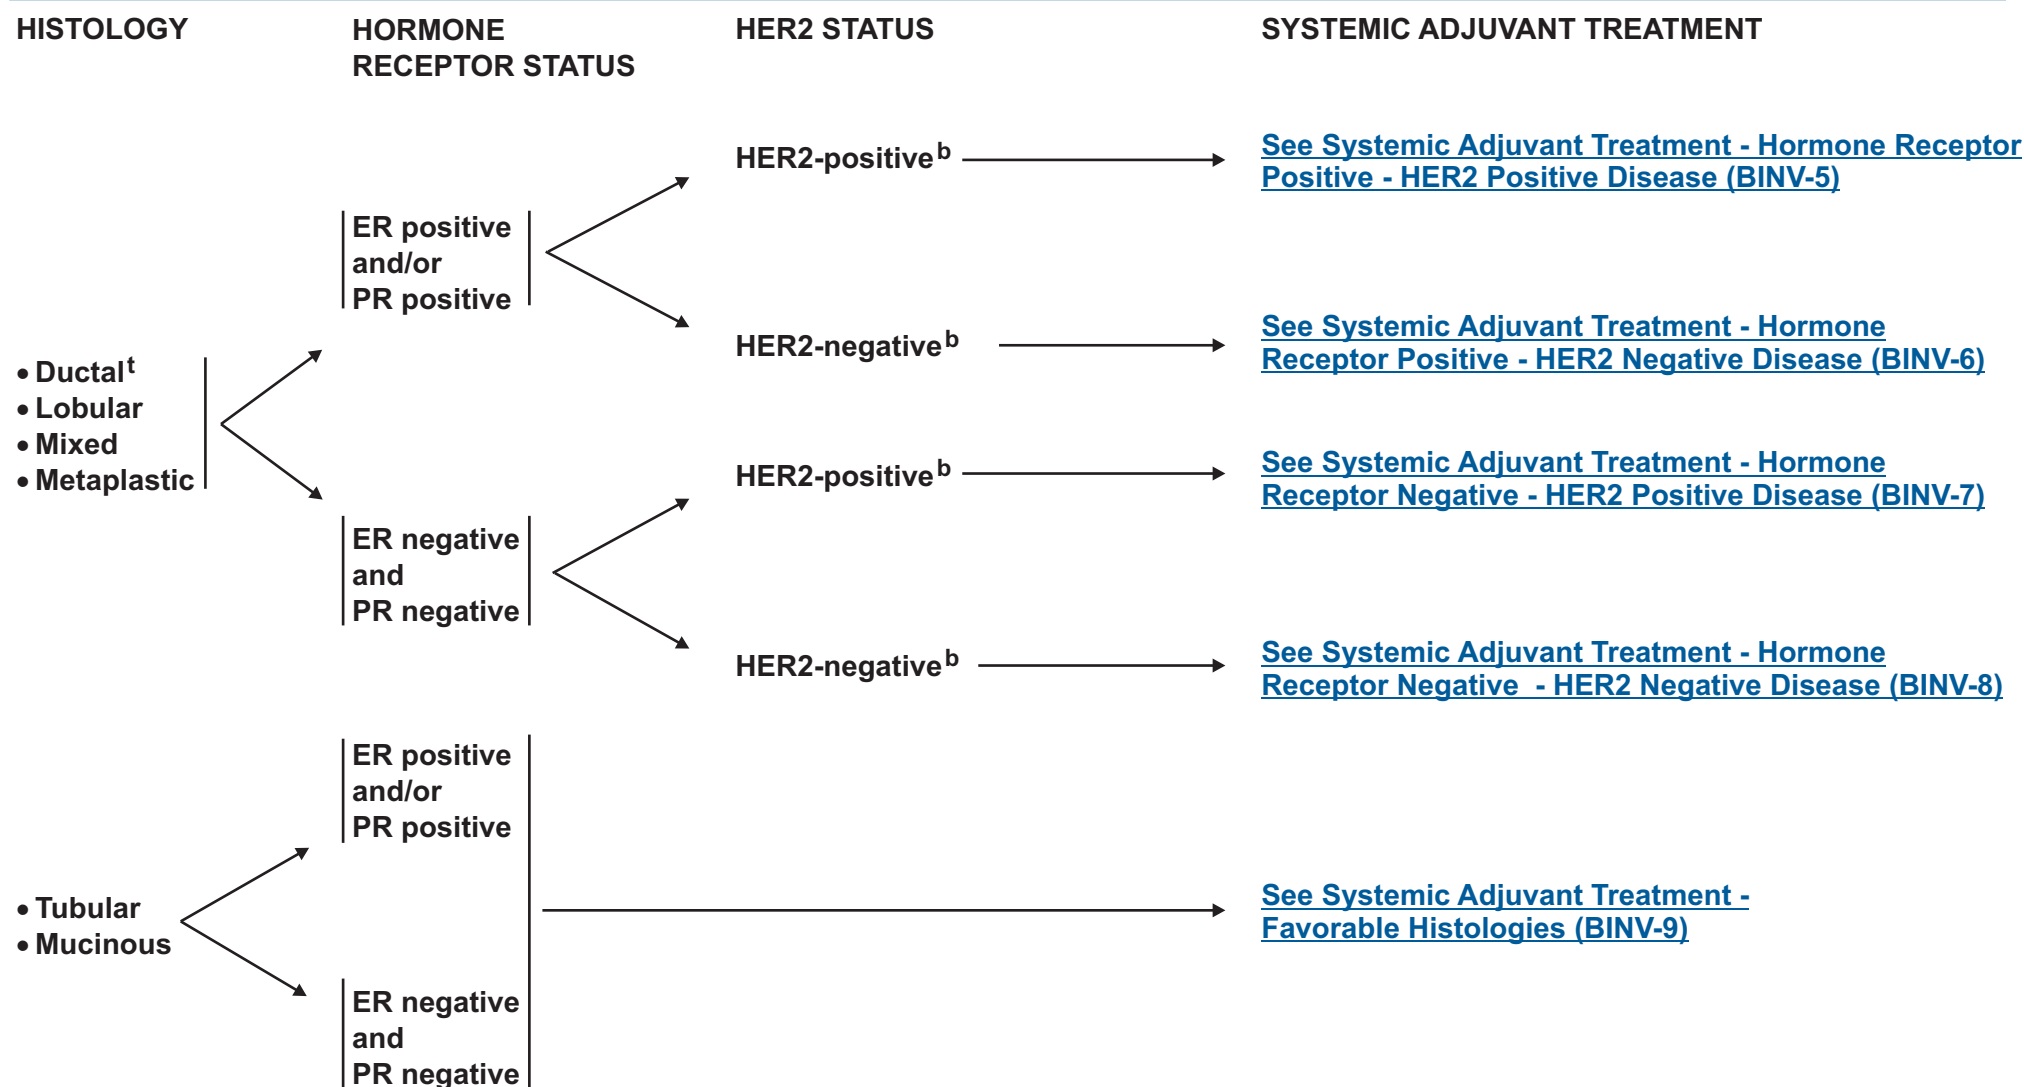 HISTOLOGY
HORMONE
RECEPTOR STATUS
HER2 STATUS
SYSTEMIC ADJUVANT TREATMENT
• Ductal t
• Lobular
• Mixed
• Metaplastic
ER positive
and/or
PR positive
HER2-positive b
See Systemic Adjuvant Treatment - Hormone Receptor
Positive - HER2 Positive Disease (BINV-5)
HER2-negative b
See Systemic Adjuvant Treatment - Hormone
Receptor Positive - HER2 Negative Disease (BINV-6)
ER negative
and
PR negative
HER2-positive b
See Systemic Adjuvant Treatment - Hormone
Receptor Negative - HER2 Positive Disease (BINV-7)
HER2-negative b
See Systemic Adjuvant Treatment - Hormone
Receptor Negative - HER2 Negative Disease (BINV-8)
• Tubular
• Mucinous
ER positive
and/or
PR positive
ER negative
and
PR negative
See Systemic Adjuvant Treatment -
Favorable Histologies (BINV-9)